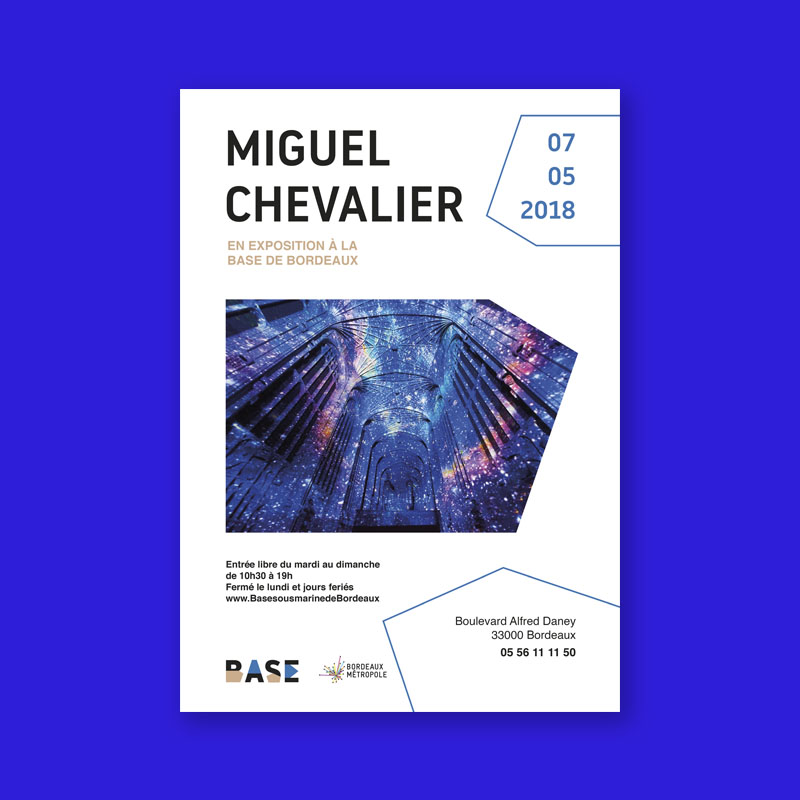 MIGUEL
CHEVALIER
EN EXPOSITION À LA
BASE DE BORDEAUX
07
05
2018
Entrée libre du mardi au dimanche
de 10h30 à 19h
Fermé le lundi et jours feriés
www.BasesousmarinedeBordeaux
Boulevard Alfred Daney
33000 Bordeaux
05 56 11 11 50
BASE
BORDEAUX
MÉTROPOLE